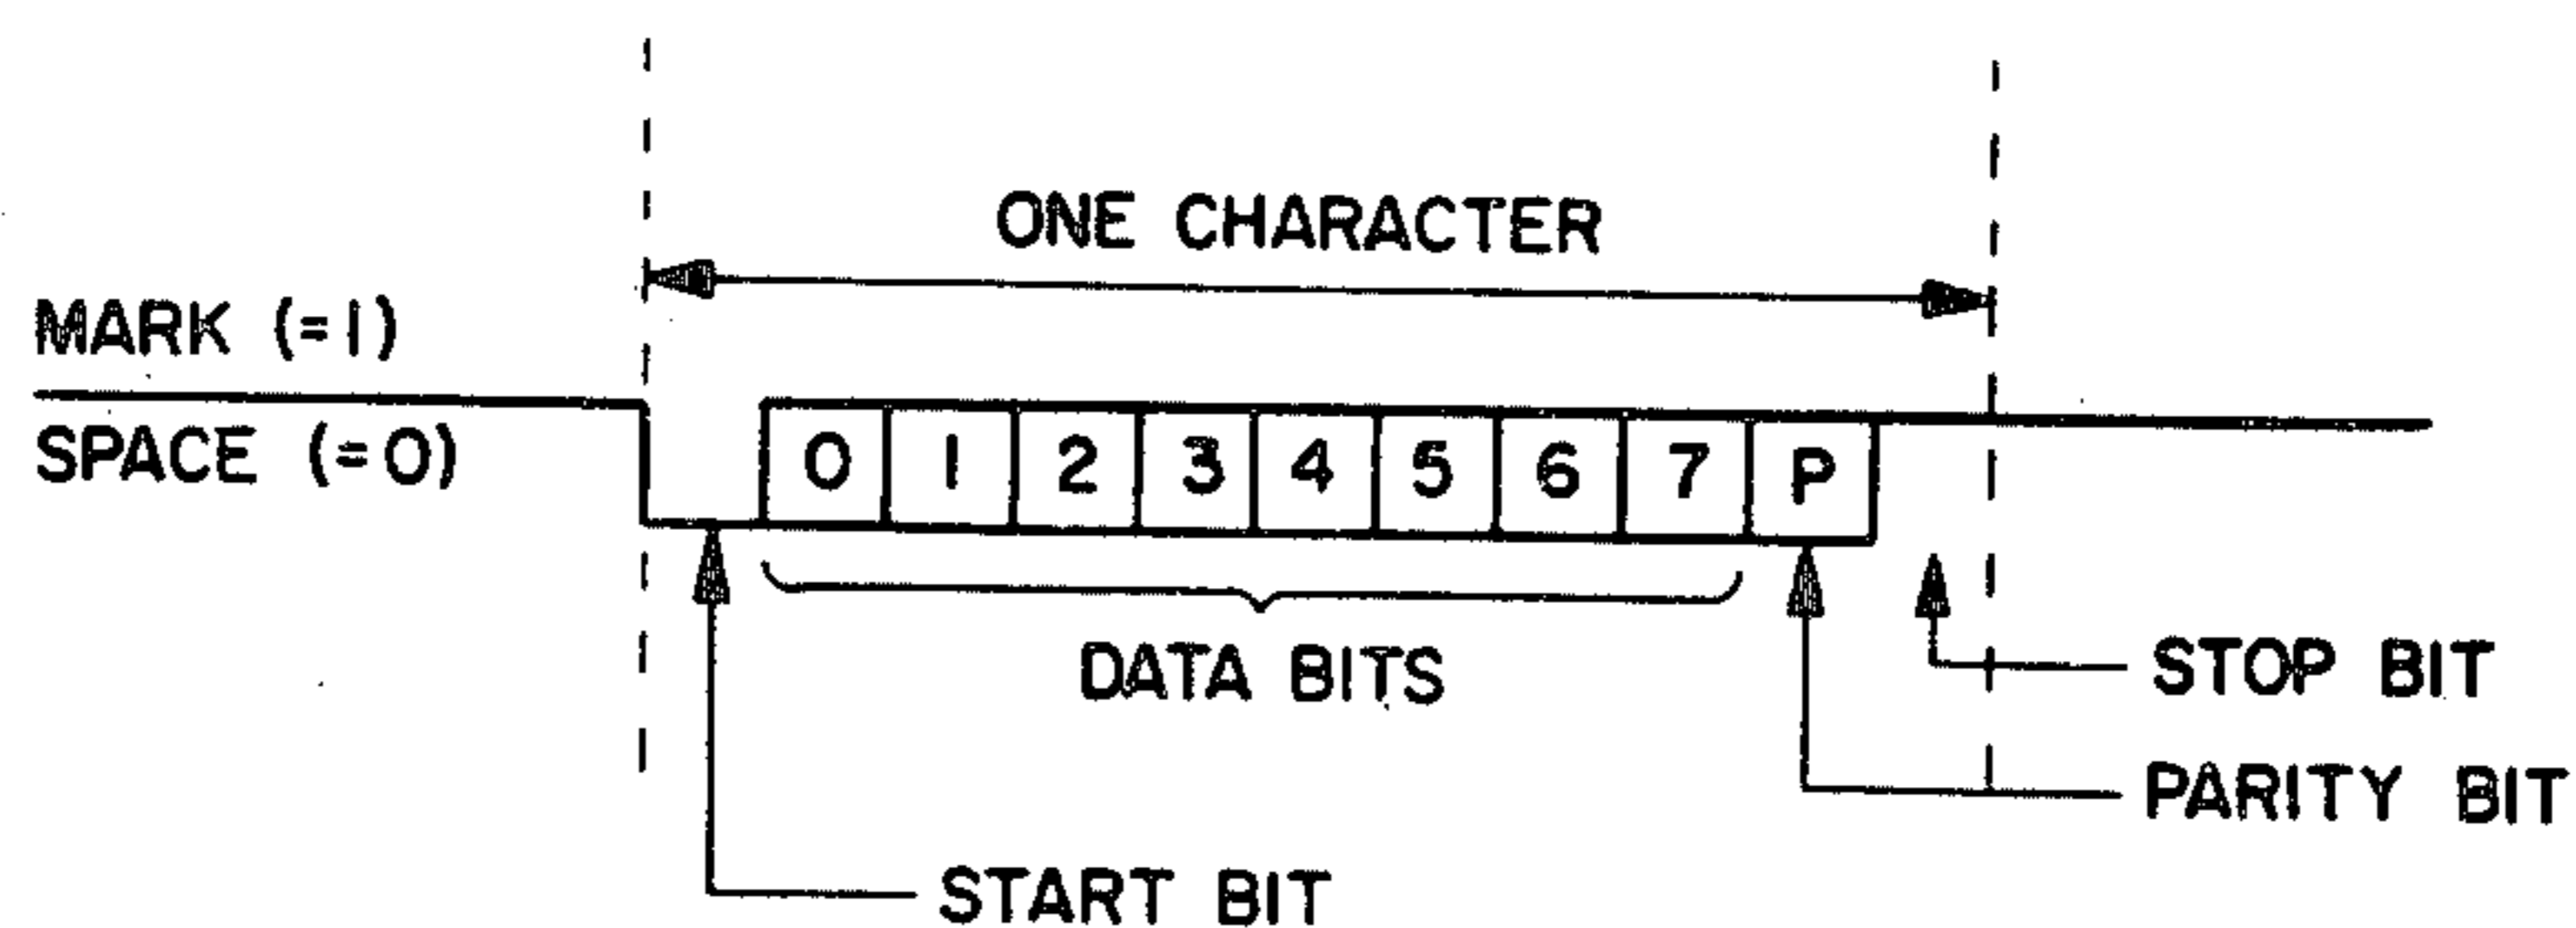 ONE CHARACTER
MARK (=1)
SPACE (=0)
0 1 2 3 4 5 6 7 P
DATA BITS
STOP BIT
PARITY BIT
START BIT